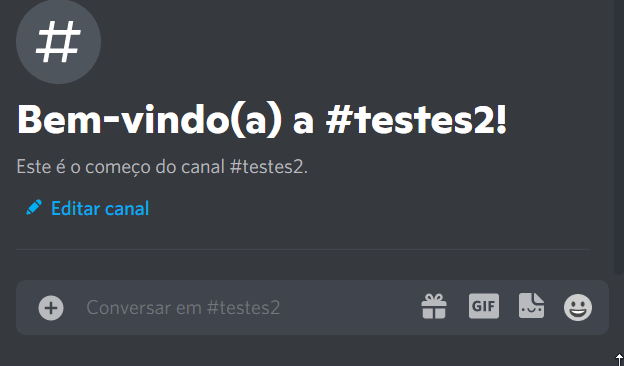 #
Bem-vindo(a) a #testes2!
Este é o começo do canal #testes2.
Editar canal
Conversar em #testes2
GIF